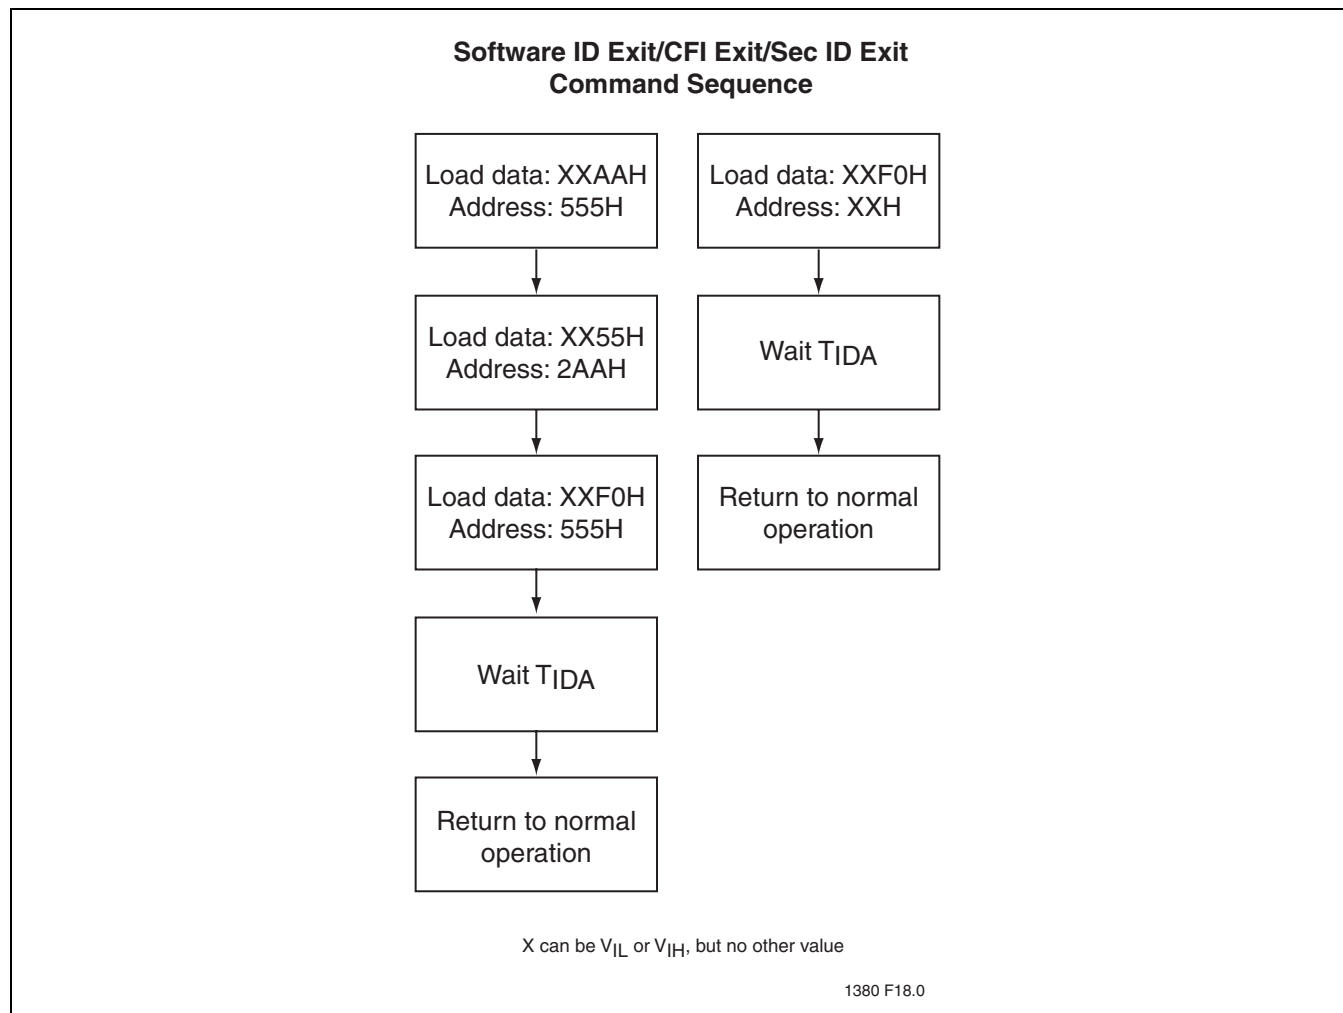 Software ID Exit/CFI Exit/Sec ID Exit
Command Sequence
Load data: XXAAH
Address: 555H
Load data: XX55H
Address: 2AAH
Load data: XXF0H
Address: 555H
Wait TIDA
Return to normal
operation
Load data: XXF0H
Address: XXH
Wait TIDA
Return to normal
operation
X can be VIL or VIH, but no other value
1380 F18.0